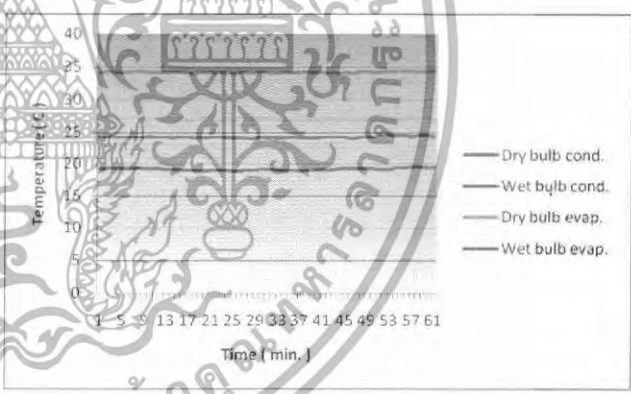 40
35
30
25
20
15
10
5
0
Temperature ( C )
1 5 9 13 17 21 25 29 33 37 41 45 49 53 57 61
Time ( min. )
Dry bulb cond.
Wet bulb cond.
Dry bulb evap.
Wet bulb evap.